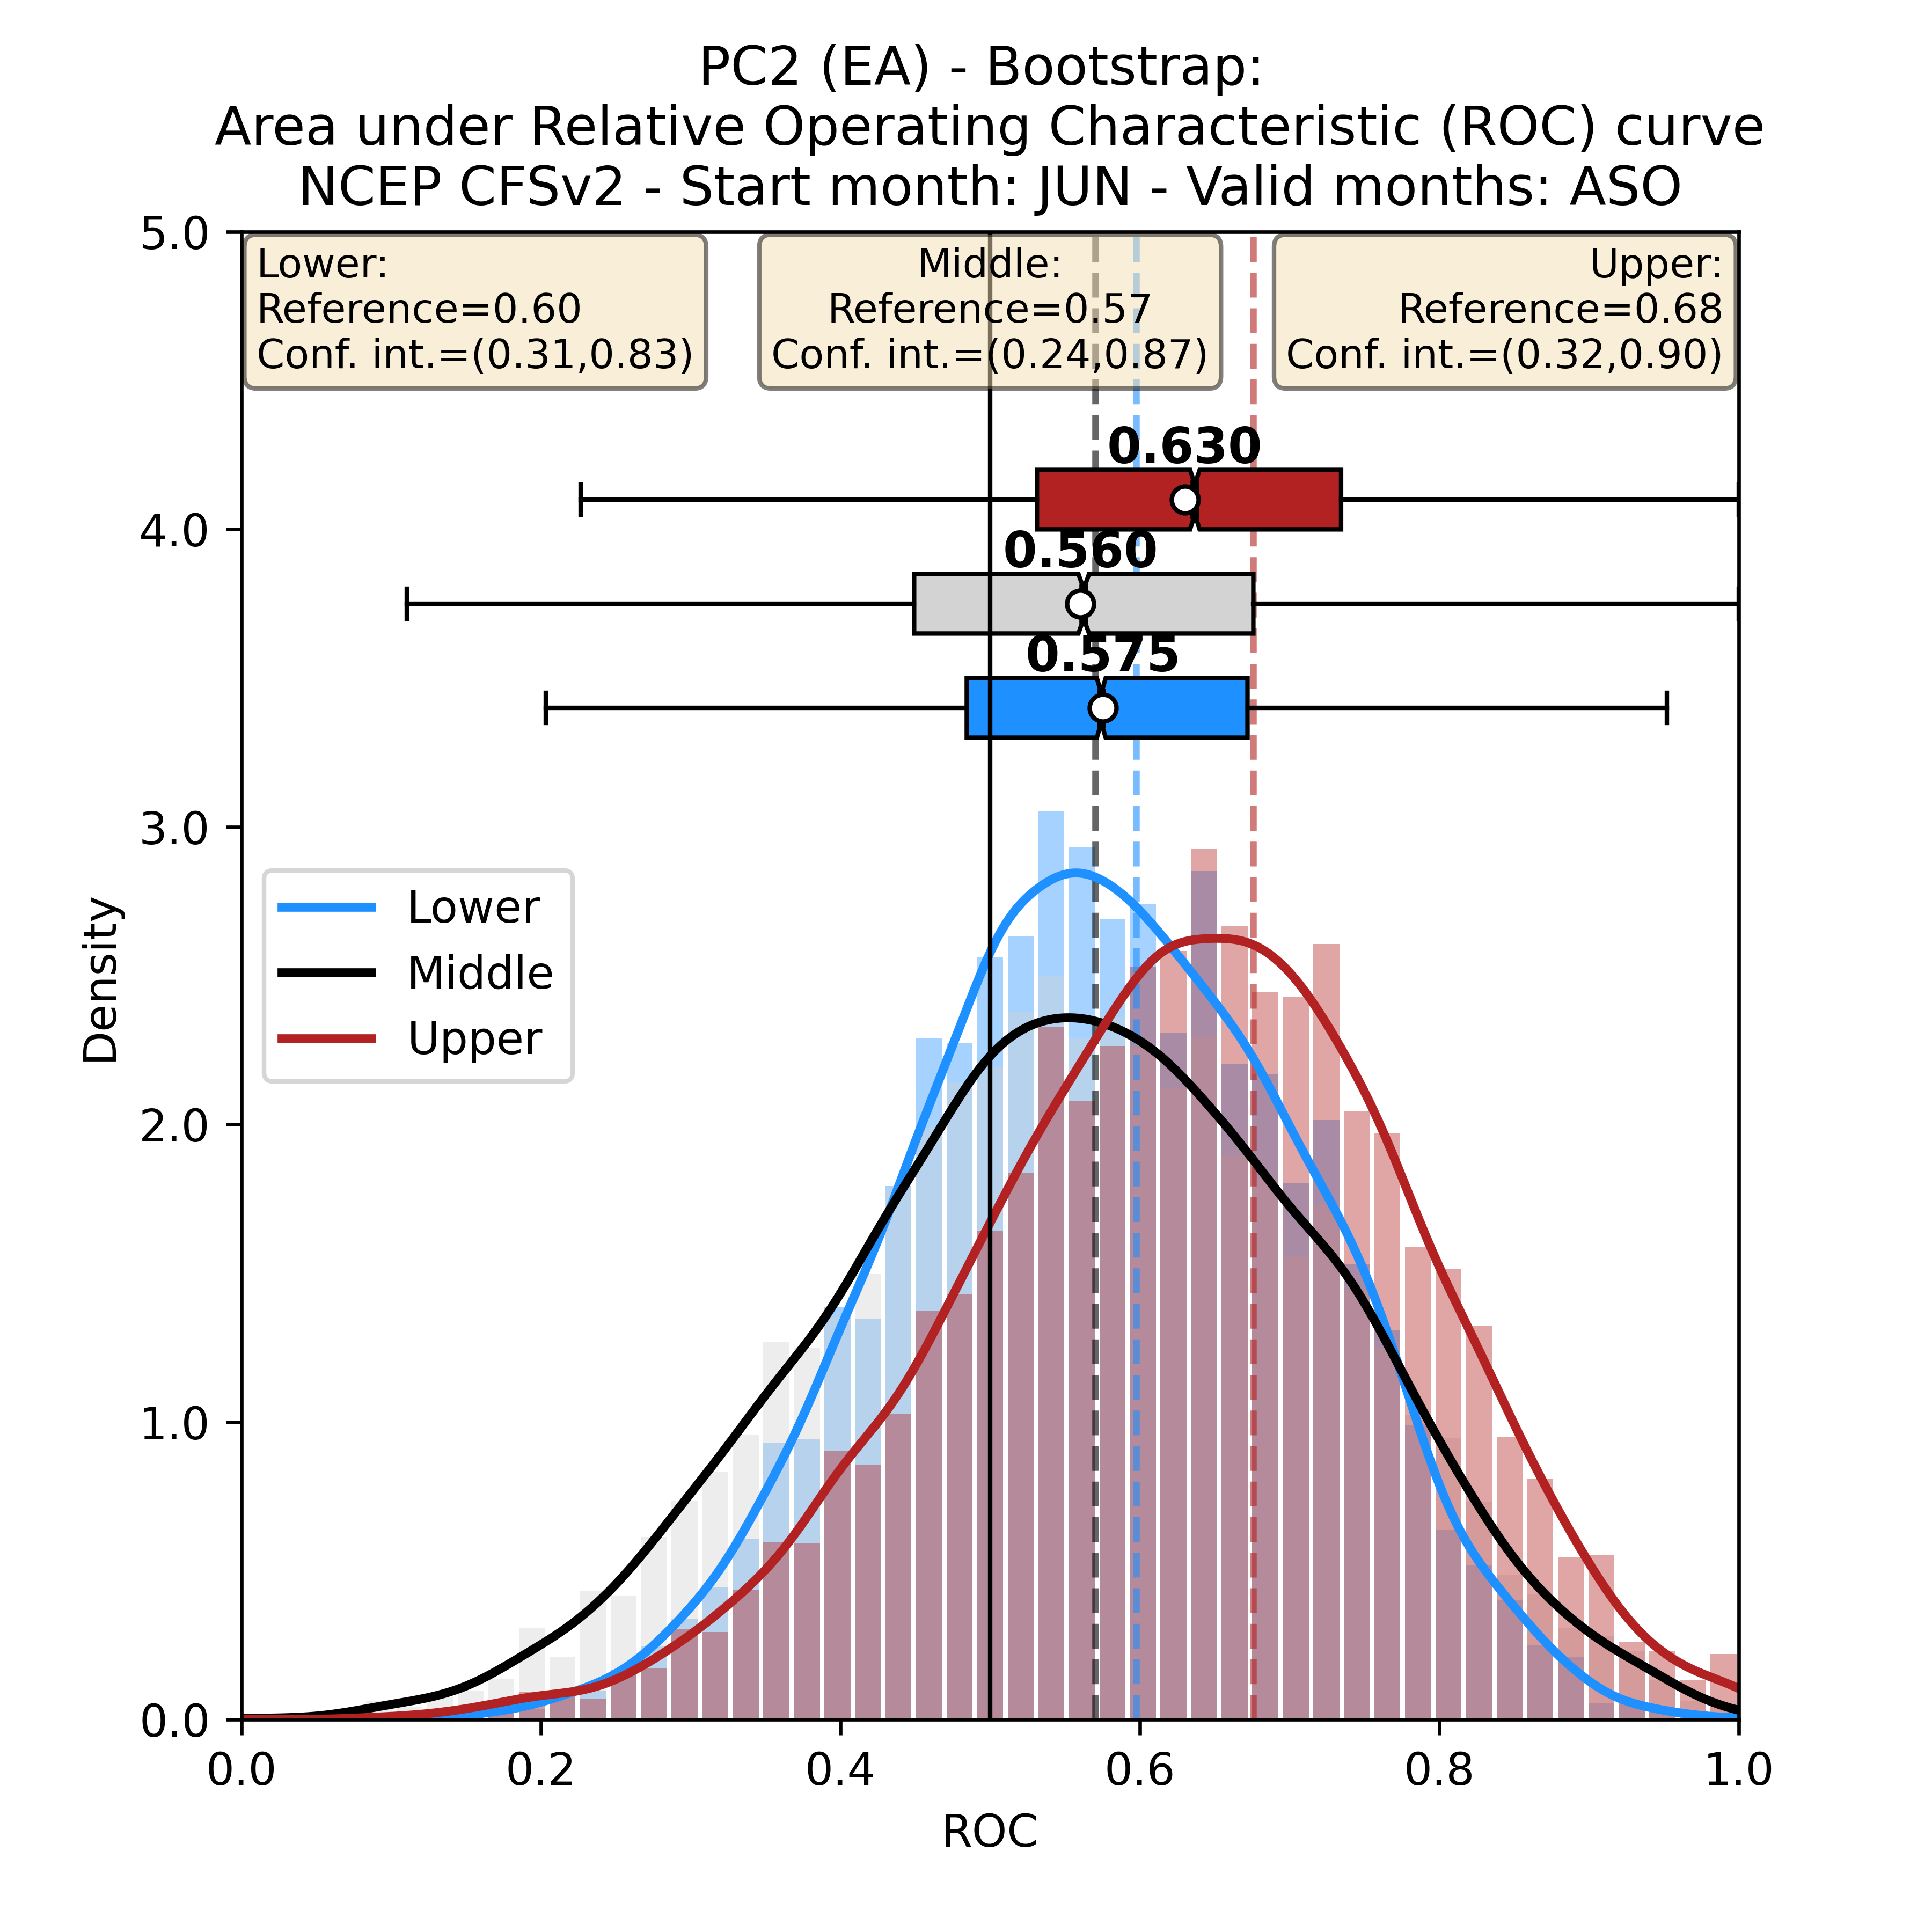 PC2 (EA) - Bootstrap:
Area under Relative Operating Characteristic (ROC) curve
NCEP CFSv2 - Start month: JUN - Valid months: ASO
Lower:
Reference=0.60
Conf. int.=(0.31,0.83)
Middle:
Reference=0.57
Conf. int.=(0.24,0.87)
Upper:
Reference=0.68
Conf. int.=(0.32,0.90)
0.630
0.560
0.575
Lower
Middle
Upper
Density
5.0
4.0
3.0
2.0
1.0
0.0
0.0 0.2 0.4 0.6 0.8 1.0
ROC